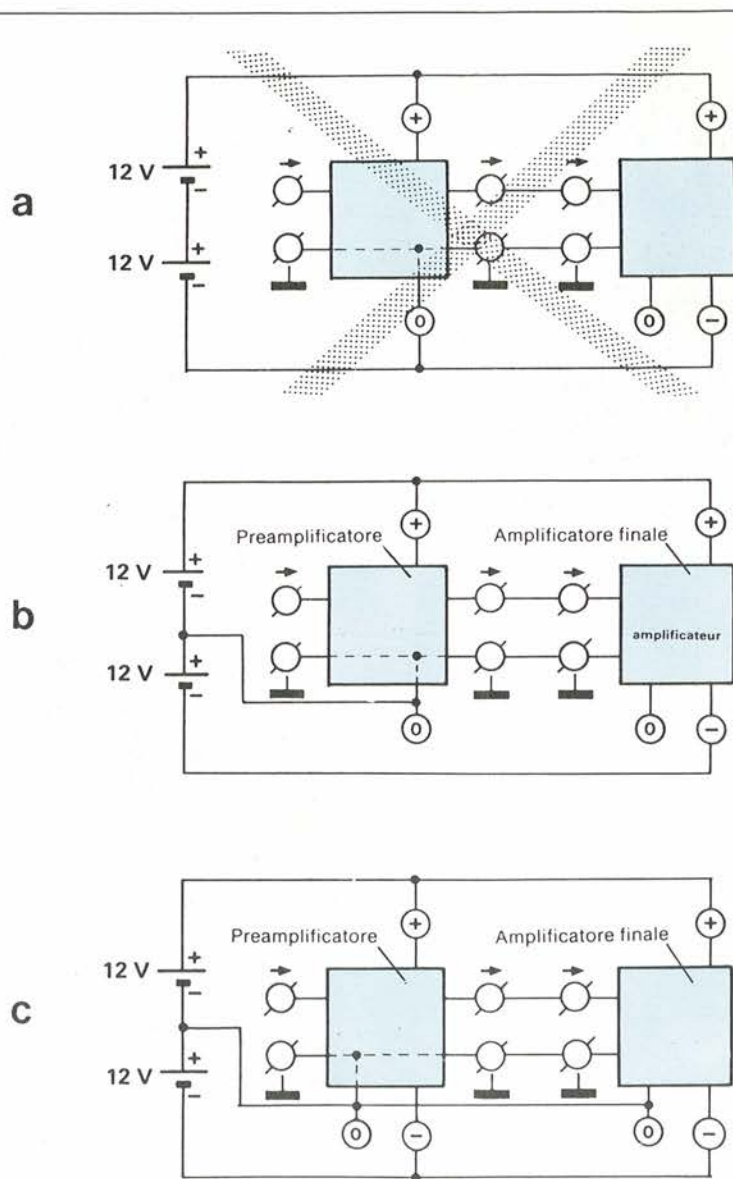 a
+
+
12 V
−
+
12 V
−
0
0
−
b
Preamplificatore
+
Amplificatore finale
+
+
12 V
−
amplificateur
+
12 V
−
0
0
−
c
Preamplificatore
+
Amplificatore finale
+
+
12 V
−
+
12 V
−
0
−
0
−